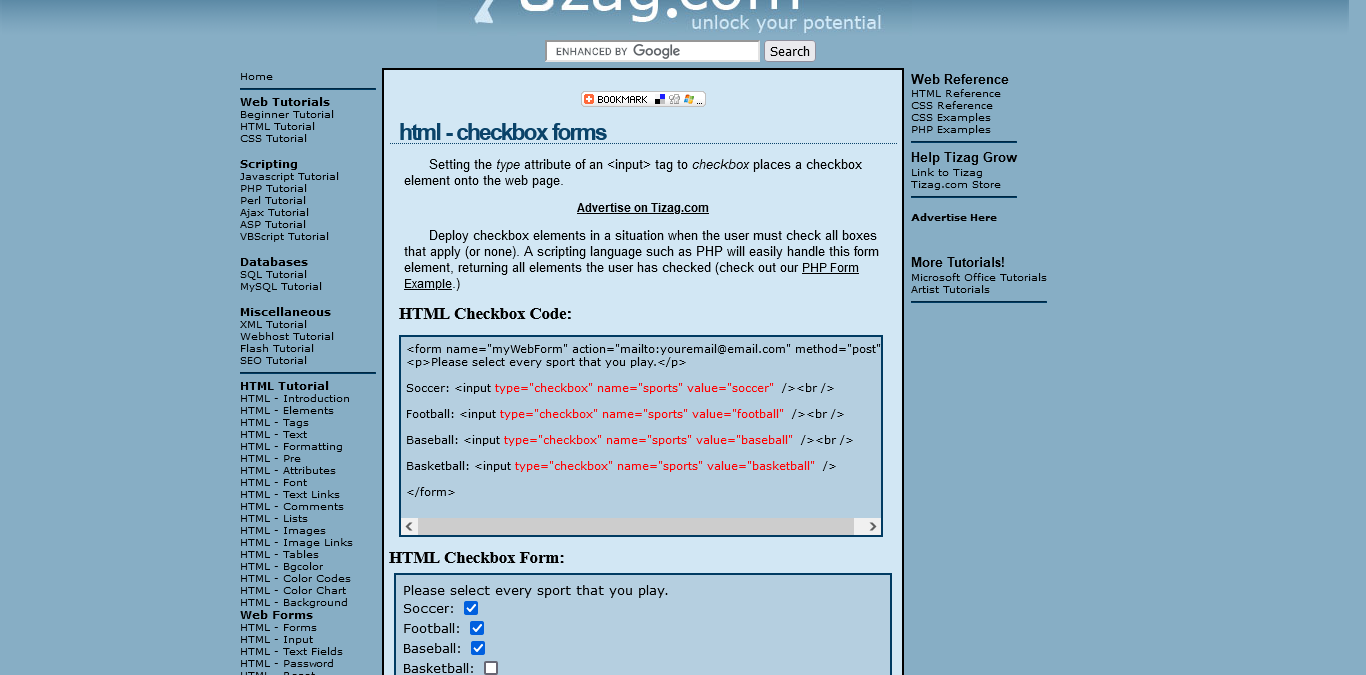 Tizag.com
unlock your potential
ENHANCED BY Google
Search
Home
Web Tutorials
Beginner Tutorial
HTML Tutorial
CSS Tutorial
Scripting
Javascript Tutorial
PHP Tutorial
Perl Tutorial
Ajax Tutorial
ASP Tutorial
VBScript Tutorial
Databases
SQL Tutorial
MySQL Tutorial
Miscellaneous
XML Tutorial
Webhost Tutorial
Flash Tutorial
SEO Tutorial
HTML Tutorial
HTML - Introduction
HTML - Elements
HTML - Tags
HTML - Text
HTML - Formatting
HTML - Pre
HTML - Attributes
HTML - Font
HTML - Text Links
HTML - Comments
HTML - Lists
HTML - Images
HTML - Image Links
HTML - Tables
HTML - Bgcolor
HTML - Color Codes
HTML - Color Chart
HTML - Background
Web Forms
HTML - Forms
HTML - Input
HTML - Text Fields
HTML - Password
BOOKMARK
html - checkbox forms
Setting the type attribute of an <input> tag to checkbox places a checkbox
element onto the web page.
Advertise on Tizag.com
Deploy checkbox elements in a situation when the user must check all boxes
that apply (or none). A scripting language such as PHP will easily handle this form
element, returning all elements the user has checked (check out our PHP Form
Example.)
HTML Checkbox Code:
<form name="myWebForm" action="mailto:youremail@email.com" method="post"
<p>Please select every sport that you play.</p>
Soccer: <input type="checkbox" name="sports" value="soccer" /><br />
Football: <input type="checkbox" name="sports" value="football" /><br />
Baseball: <input type="checkbox" name="sports" value="baseball" /><br />
Basketball: <input type="checkbox" name="sports" value="basketball" />
</form>
HTML Checkbox Form:
Please select every sport that you play.
Soccer:
Football:
Baseball:
Basketball:
Web Reference
HTML Reference
CSS Reference
CSS Examples
PHP Examples
Help Tizag Grow
Link to Tizag
Tizag.com Store
Advertise Here
More Tutorials!
Microsoft Office Tutorials
Artist Tutorials